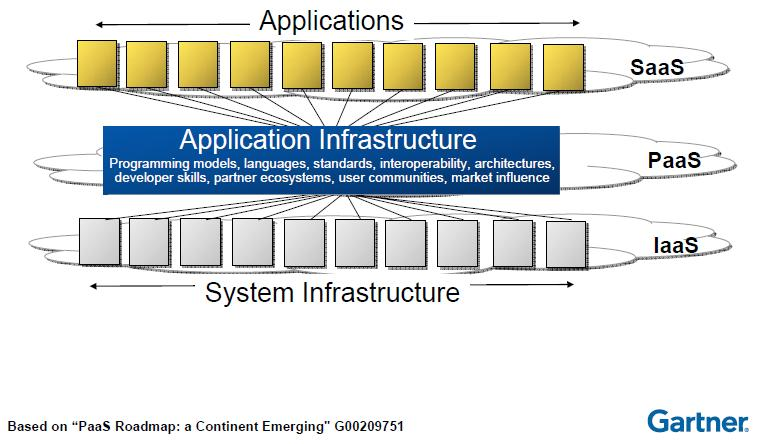 Applications
SaaS
Application Infrastructure
Programming models, languages, standards, interoperability, architectures,
developer skills, partner ecosystems, user communities, market influence
PaaS
IaaS
System Infrastructure
Based on “PaaS Roadmap: a Continent Emerging" G00209751
Gartner.